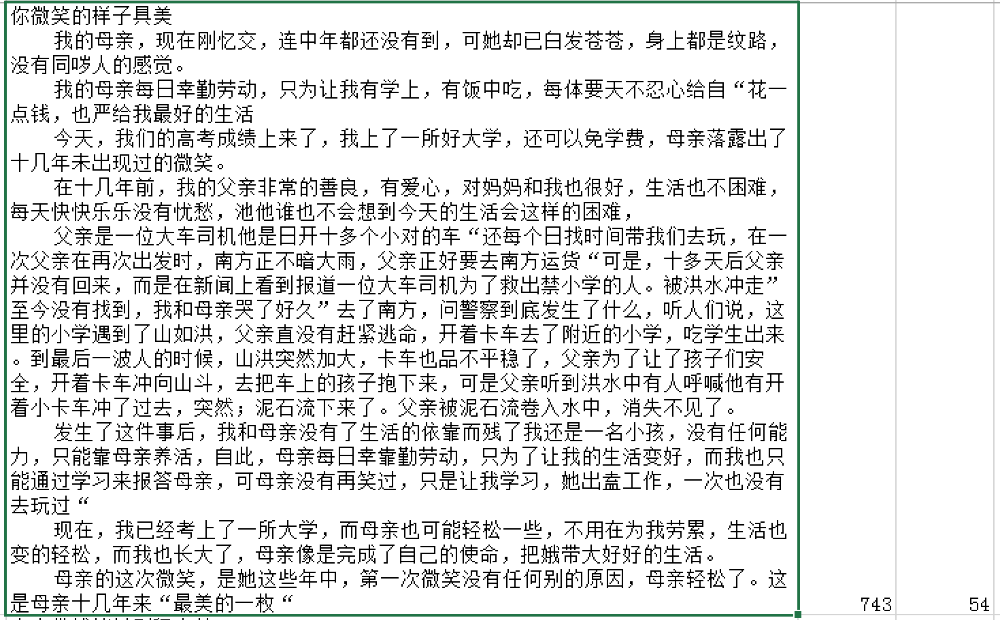 你微笑的样子具美
我的母亲，现在刚忆交，连中年都还没有到，可她却已白发苍苍，身上都是纹路，
没有同哕人的感觉。
我的母亲每日幸勤劳动，只为让我有学上，有饭中吃，每体要天不忍心给自“花一
点钱，也严给我最好的生活
今天，我们的高考成绩上来了，我上了一所好大学，还可以免学费，母亲落露出了
十几年未出现过的微笑。
在十几年前，我的父亲非常的善良，有爱心，对妈妈和我也很好，生活也不困难，
每天快快乐乐没有忧愁，池他谁也不会想到今天的生活会这样的困难，
父亲是一位大车司机他是日开十多个小对的车“还每个日找时间带我们去玩，在一
次父亲在再次出发时，南方正不暗大雨，父亲正好要去南方运货“可是，十多天后父亲
并没有回来，而是在新闻上看到报道一位大车司机为了救出禁小学的人。被洪水冲走”
至今没有找到，我和母亲哭了好久”去了南方，问警察到底发生了什么，听人们说，这
里的小学遇到了山如洪，父亲直没有赶紧逃命，开着卡车去了附近的小学，吃学生出来
。到最后一波人的时候，山洪突然加大，卡车也品不平稳了，父亲为了让了孩子们安
全，开着卡车冲向山斗，去把车上的孩子抱下来，可是父亲听到洪水中有人呼喊他有开
着小卡车冲了过去，突然；泥石流下来了。父亲被泥石流卷入水中，消失不见了。
发生了这件事后，我和母亲没有了生活的依靠而残了我还是一名小孩，没有任何能
力，只能靠母亲养活，自此，母亲每日幸靠勤劳动，只为了让我的生活变好，而我也只
能通过学习来报答母亲，可母亲没有再笑过，只是让我学习，她出盍工作，一次也没有
去玩过“
现在，我已经考上了一所大学，而母亲也可能轻松一些，不用在为我劳累，生活也
变的轻松，而我也长大了，母亲像是完成了自己的使命，把娥带大好好的生活。
母亲的这次微笑，是她这些年中，第一次微笑没有任何别的原因，母亲轻松了。这
是母亲十几年来“最美的一枚“
743
54